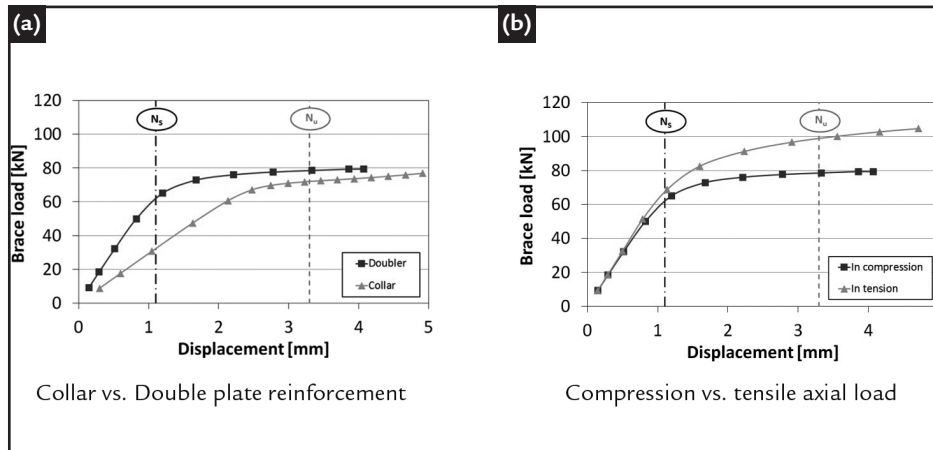 (a)
120
100
80
60
40
20
0
Brace load [kN]
Ns
Nu
Doubler
Collar
0 1 2 3 4 5
Displacement [mm]
Collar vs. Double plate reinforcement
(b)
120
100
80
60
40
20
0
Brace load [kN]
Ns
Nu
In compression
In tension
0 1 2 3 4
Displacement [mm]
Compression vs. tensile axial load